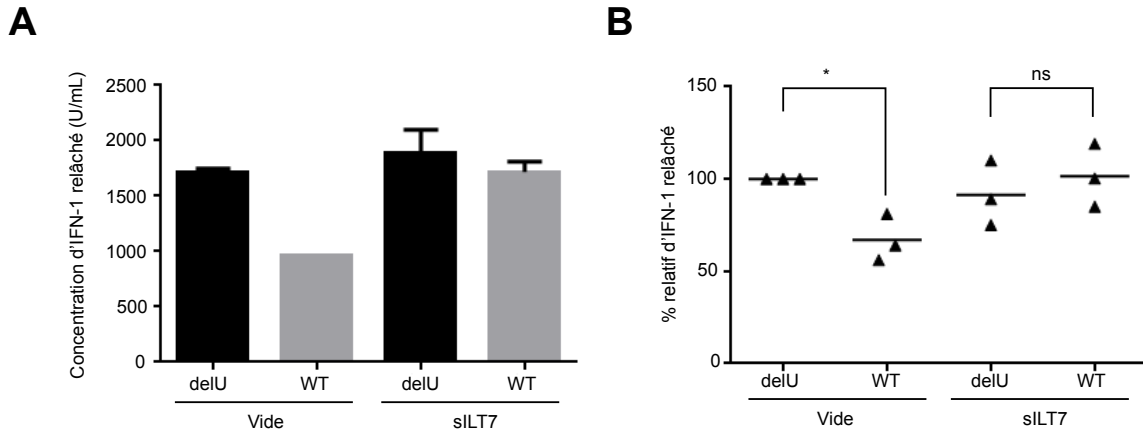 A
Concentration d'IFN-1 relâché (U/mL)
2500
2000
1500
1000
500
0
delU WT delU WT
Vide sILT7
B
% relatif d'IFN-1 relâché
150
100
50
0
* ns
delU WT delU WT
Vide sILT7